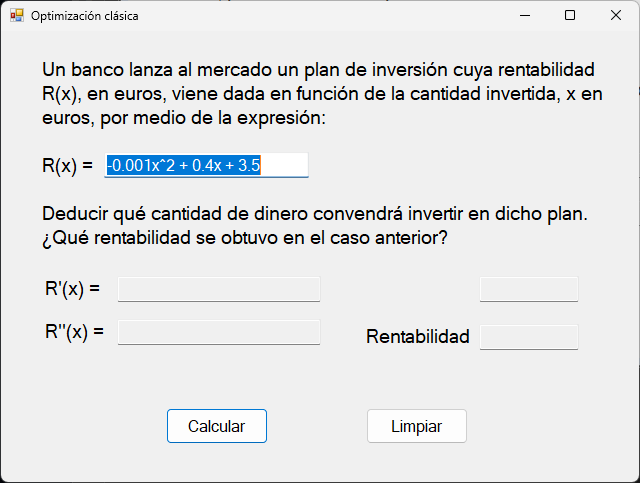 Optimización clásica
Un banco lanza al mercado un plan de inversión cuya rentabilidad
R(x), en euros, viene dada en función de la cantidad invertida, x en
euros, por medio de la expresión:
R(x) = -0.001x^2 + 0.4x + 3.5
Deducir qué cantidad de dinero convendrá invertir en dicho plan.
¿Qué rentabilidad se obtuvo en el caso anterior?
R'(x) =
R''(x) =
Rentabilidad
Calcular Limpiar